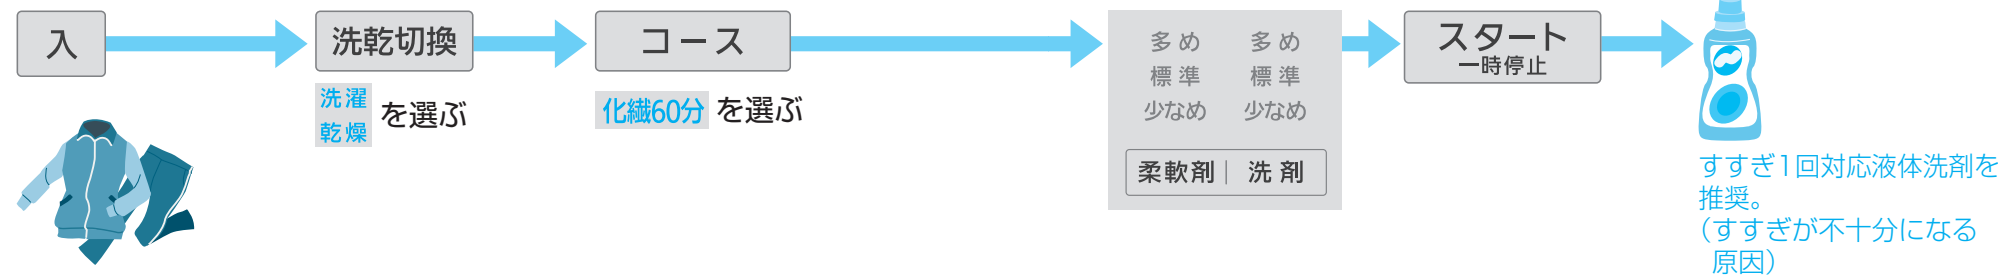 入
洗乾切換
洗濯
乾燥
を選ぶ
コース
化繊60分 を選ぶ
多め 多め
標準 標準
少なめ 少なめ
柔軟剤 | 洗剤
スタート
一時停止
すすぎ1回対応液体洗剤を
推奨。
(すすぎが不十分になる
原因)